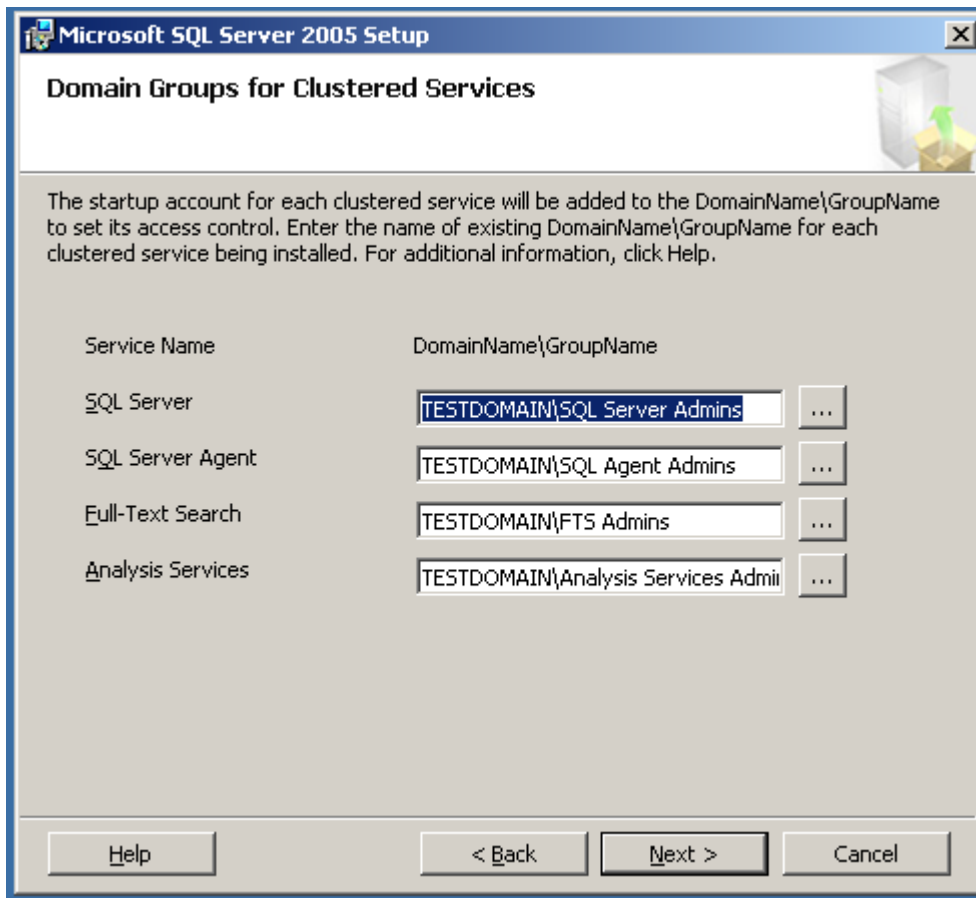 Microsoft SQL Server 2005 Setup
Domain Groups for Clustered Services
The startup account for each clustered service will be added to the DomainName\GroupName
to set its access control. Enter the name of existing DomainName\GroupName for each
clustered service being installed. For additional information, click Help.
Service Name DomainName\GroupName
SQL Server TESTDOMAIN\SQL Server Admins ...
SQL Server Agent TESTDOMAIN\SQL Agent Admins ...
Full-Text Search TESTDOMAIN\FTS Admins ...
Analysis Services TESTDOMAIN\Analysis Services Admi ...
Help < Back Next > Cancel